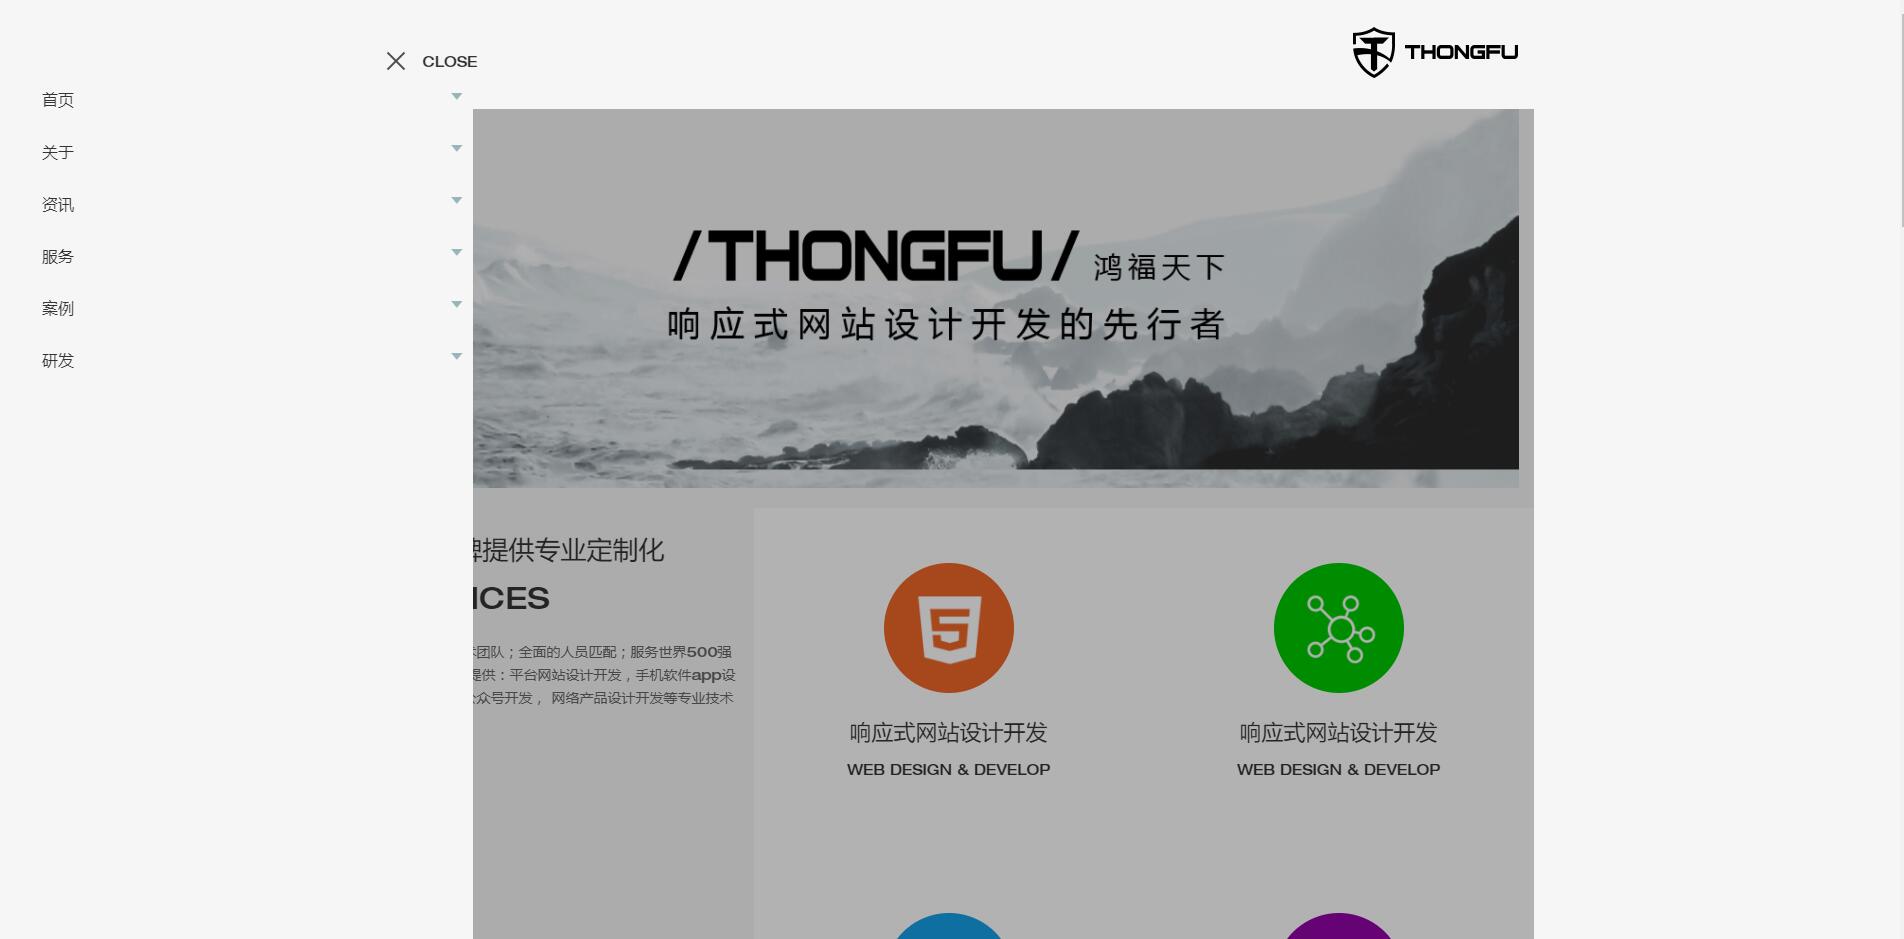 CLOSE
THONGFU
首页
关于
资讯
服务
案例
研发
/THONGFU/ 鸿福天下
响应式网站设计开发的先行者
提供专业定制化
ICES
团队；全面的人员匹配；服务世界500强
提供：平台网站设计开发，手机软件app设
众号开发， 网络产品设计开发等专业技术
响应式网站设计开发
WEB DESIGN & DEVELOP
响应式网站设计开发
WEB DESIGN & DEVELOP